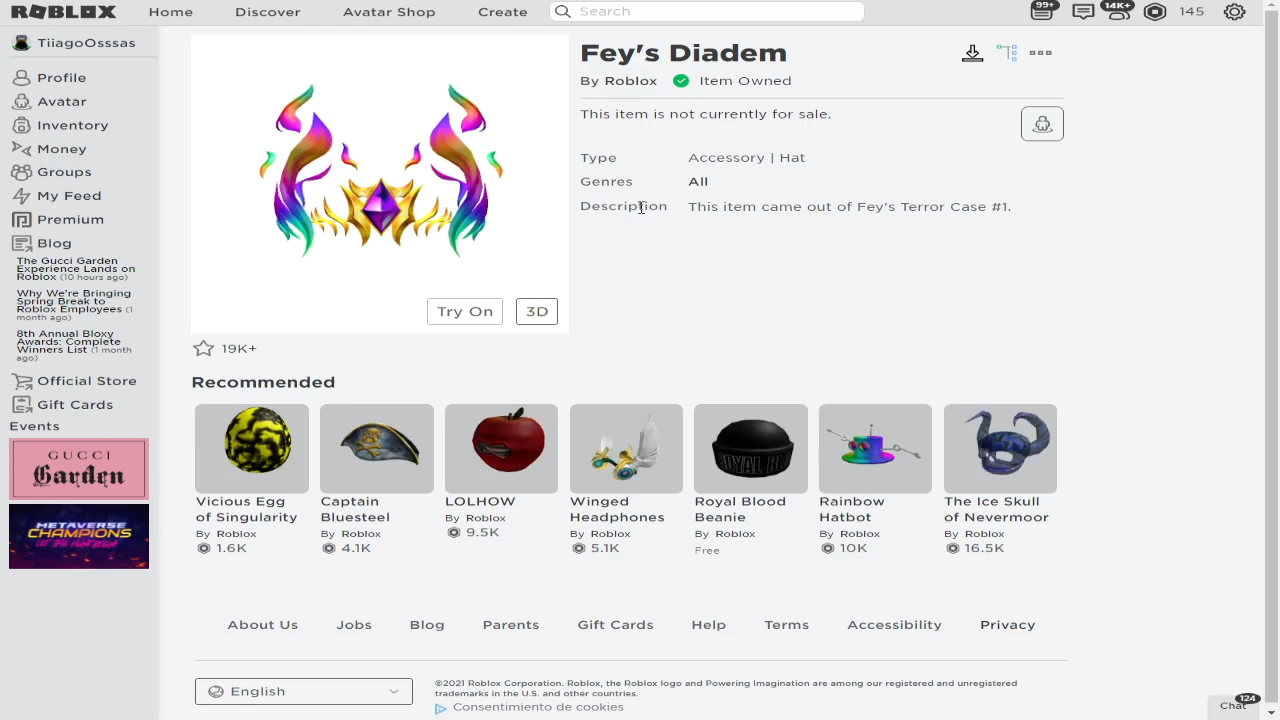 ROBLOX Home Discover Avatar Shop Create Search 99+ 14K+ 145
TiiagoOsssas
Profile
Avatar
Inventory
Money
Groups
My Feed
Premium
Blog
The Gucci Garden
Experience Lands on
Roblox (10 hours ago)
Why We're Bringing
Spring Break to
Roblox Employees (1
month ago)
8th Annual Bloxy
Awards: Complete
Winners List (1 month
ago)
Official Store
Gift Cards
Events
GUCCI
Garden
METAVERSE
CHAMPIONS
LET THE HUNT BEGIN!
Fey's Diadem
By Roblox Item Owned
This item is not currently for sale.
Type Accessory | Hat
Genres All
Description This item came out of Fey's Terror Case #1.
Try On 3D
19K+
Recommended
ROYAL BL
Vicious Egg
of Singularity
By Roblox
1.6K
Captain
Bluesteel
By Roblox
4.1K
LOLHOW
By Roblox
9.5K
Winged
Headphones
By Roblox
5.1K
Royal Blood
Beanie
By Roblox
Free
Rainbow
Hatbot
By Roblox
10K
The Ice Skull
of Nevermoor
By Roblox
16.5K
About Us Jobs Blog Parents Gift Cards Help Terms Accessibility Privacy
English
©2021 Roblox Corporation. Roblox, the Roblox logo and Powering Imagination are among our registered and unregistered
trademarks in the U.S. and other countries.
Consentimiento de cookies
Chat 124